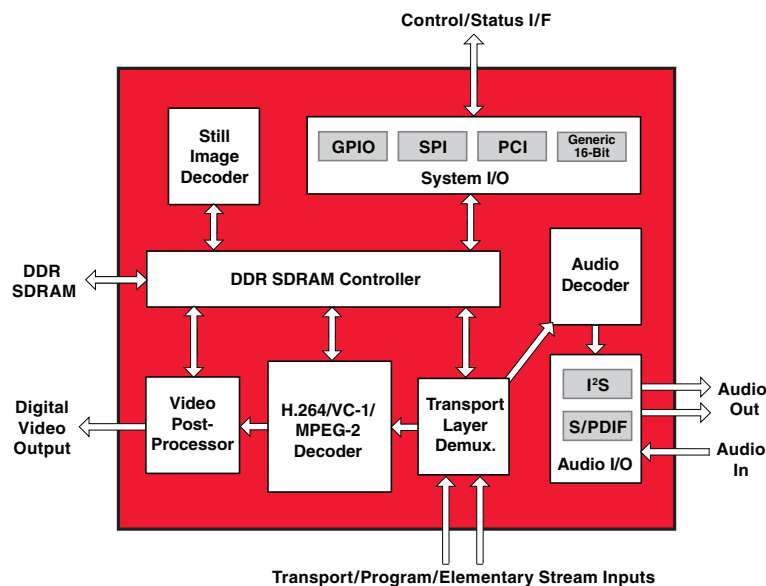 Control/Status I/F
Still
Image
Decoder
GPIO
SPI
PCI
Generic
16-Bit
System I/O
DDR
SDRAM
DDR SDRAM Controller
Audio
Decoder
Digital
Video
Output
Video
Post-
Processor
H.264/VC-1/
MPEG-2
Decoder
Transport
Layer
Demux.
I²S
S/PDIF
Audio I/O
Audio
Out
Audio
In
Transport/Program/Elementary Stream Inputs